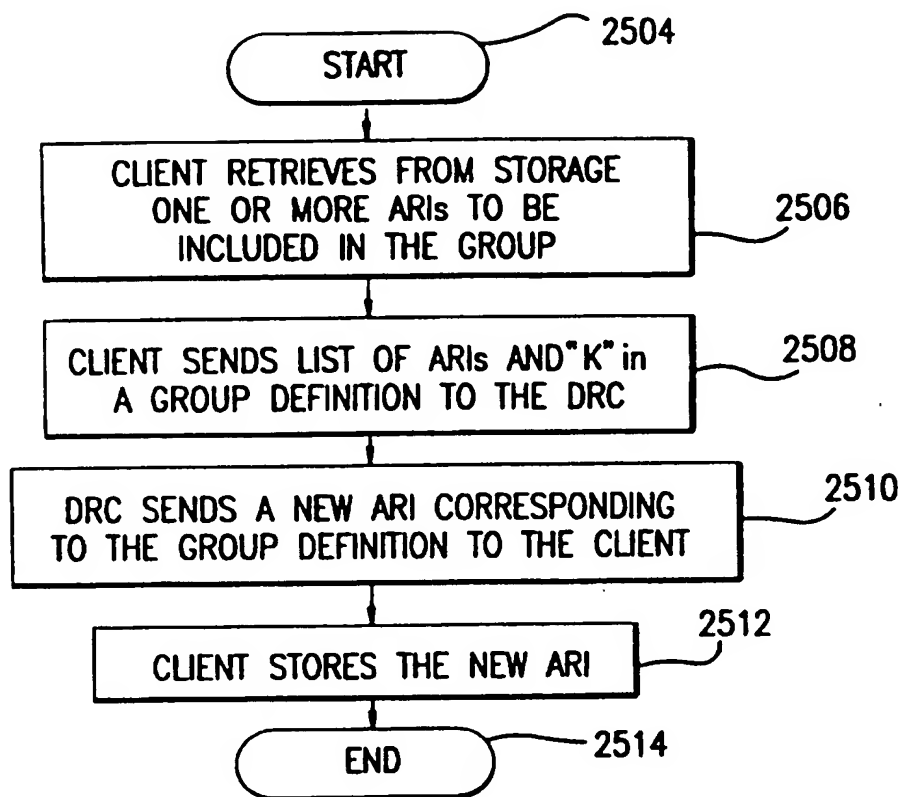 2504
START
CLIENT RETRIEVES FROM STORAGE
ONE OR MORE ARIs TO BE
INCLUDED IN THE GROUP
2506
CLIENT SENDS LIST OF ARIs AND "K" in
A GROUP DEFINITION TO THE DRC
2508
DRC SENDS A NEW ARI CORRESPONDING
TO THE GROUP DEFINITION TO THE CLIENT
2510
CLIENT STORES THE NEW ARI
2512
END
2514